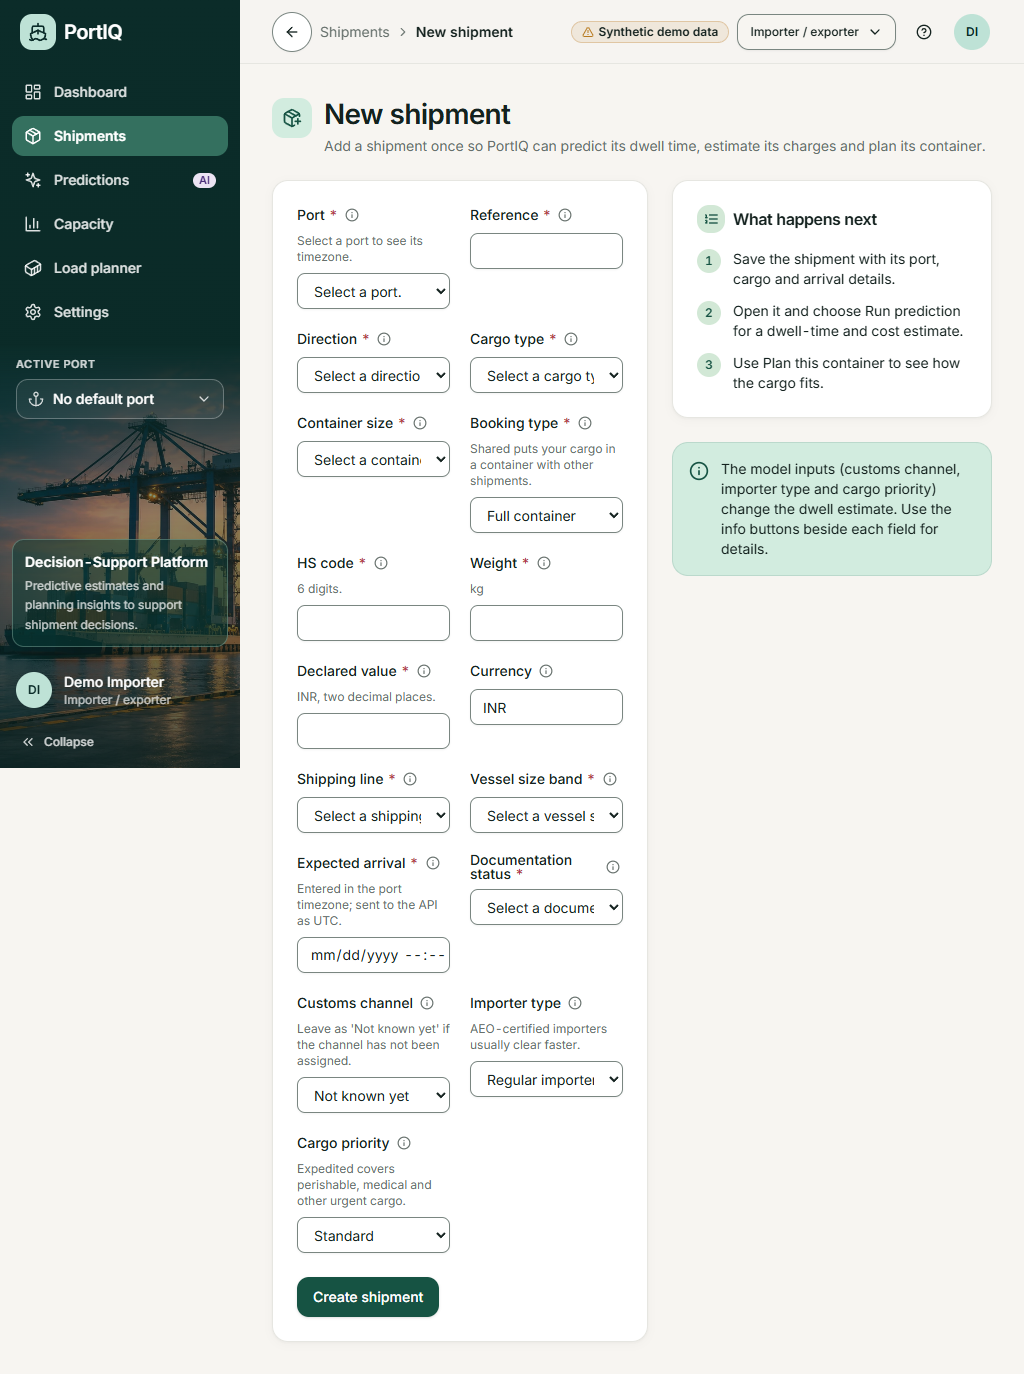 PortIQ
Dashboard
Shipments
Predictions
AI
Capacity
Load planner
Settings
ACTIVE PORT
No default port
Decision-Support Platform
Predictive estimates and
planning insights to support
shipment decisions.
DI
Demo Importer
Importer / exporter
Collapse
Shipments > New shipment
Synthetic demo data
Importer / exporter
DI
New shipment
Add a shipment once so PortIQ can predict its dwell time, estimate its charges and plan its container.
Port *
Select a port to see its
timezone.
Select a port.
Reference *
Direction *
Select a directio
Cargo type *
Select a cargo ty
Container size *
Select a contain
Booking type *
Shared puts your cargo in
a container with other
shipments.
Full container
HS code *
6 digits.
Weight *
kg
Declared value *
INR, two decimal places.
Currency
INR
Shipping line *
Select a shipping
Vessel size band *
Select a vessel s
Expected arrival *
Entered in the port
timezone; sent to the API
as UTC.
mm/dd/yyyy --:--
Documentation
status *
Select a docume
Customs channel
Leave as 'Not known yet' if
the channel has not been
assigned.
Not known yet
Importer type
AEO-certified importers
usually clear faster.
Regular importer
Cargo priority
Expedited covers
perishable, medical and
other urgent cargo.
Standard
Create shipment
What happens next
1 Save the shipment with its port,
cargo and arrival details.
2 Open it and choose Run prediction
for a dwell-time and cost estimate.
3 Use Plan this container to see how
the cargo fits.
The model inputs (customs channel,
importer type and cargo priority)
change the dwell estimate. Use the
info buttons beside each field for
details.